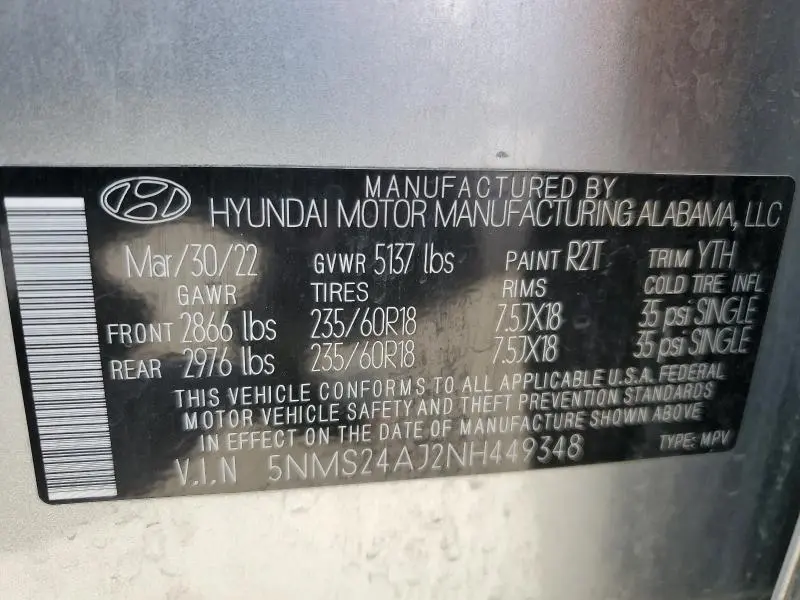 MANUFACTURED BY
HYUNDAI MOTOR MANUFACTURING ALABAMA, LLC
Mar/30/22 GVWR 5137 lbs PAINT R2T TRIM YTH
GAWR TIRES RIMS COLD TIRE INFL
FRONT 2866 lbs 235/60R18 7.5JX18 35 psi SINGLE
REAR 2976 lbs 235/60R18 7.5JX18 35 psi SINGLE
THIS VEHICLE CONFORMS TO ALL APPLICABLE U.S.A. FEDERAL
MOTOR VEHICLE SAFETY AND THEFT PREVENTION STANDARDS
IN EFFECT ON THE DATE OF MANUFACTURE SHOWN ABOVE
V.I.N 5NMS24AJ2NH449348 TYPE: MPV